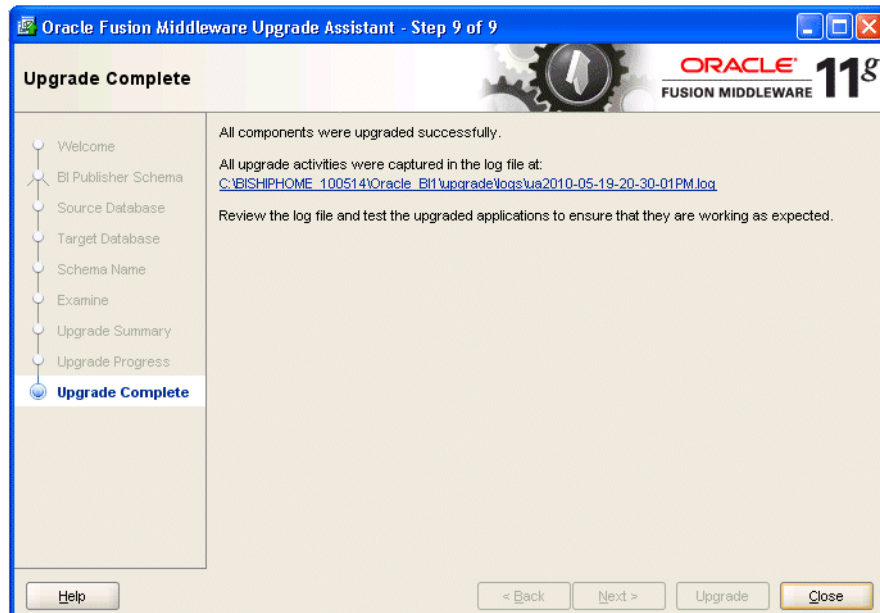 Oracle Fusion Middleware Upgrade Assistant - Step 9 of 9
Upgrade Complete
ORACLE
FUSION MIDDLEWARE 11g
Welcome
BI Publisher Schema
Source Database
Target Database
Schema Name
Examine
Upgrade Summary
Upgrade Progress
Upgrade Complete
All components were upgraded successfully.
All upgrade activities were captured in the log file at:
C:\BISHIPHOME_100514\Oracle_BI1\upgrade\logs\ua2010-05-19-20-30-01PM.log
Review the log file and test the upgraded applications to ensure that they are working as expected.
Help
< Back
Next >
Upgrade
Close